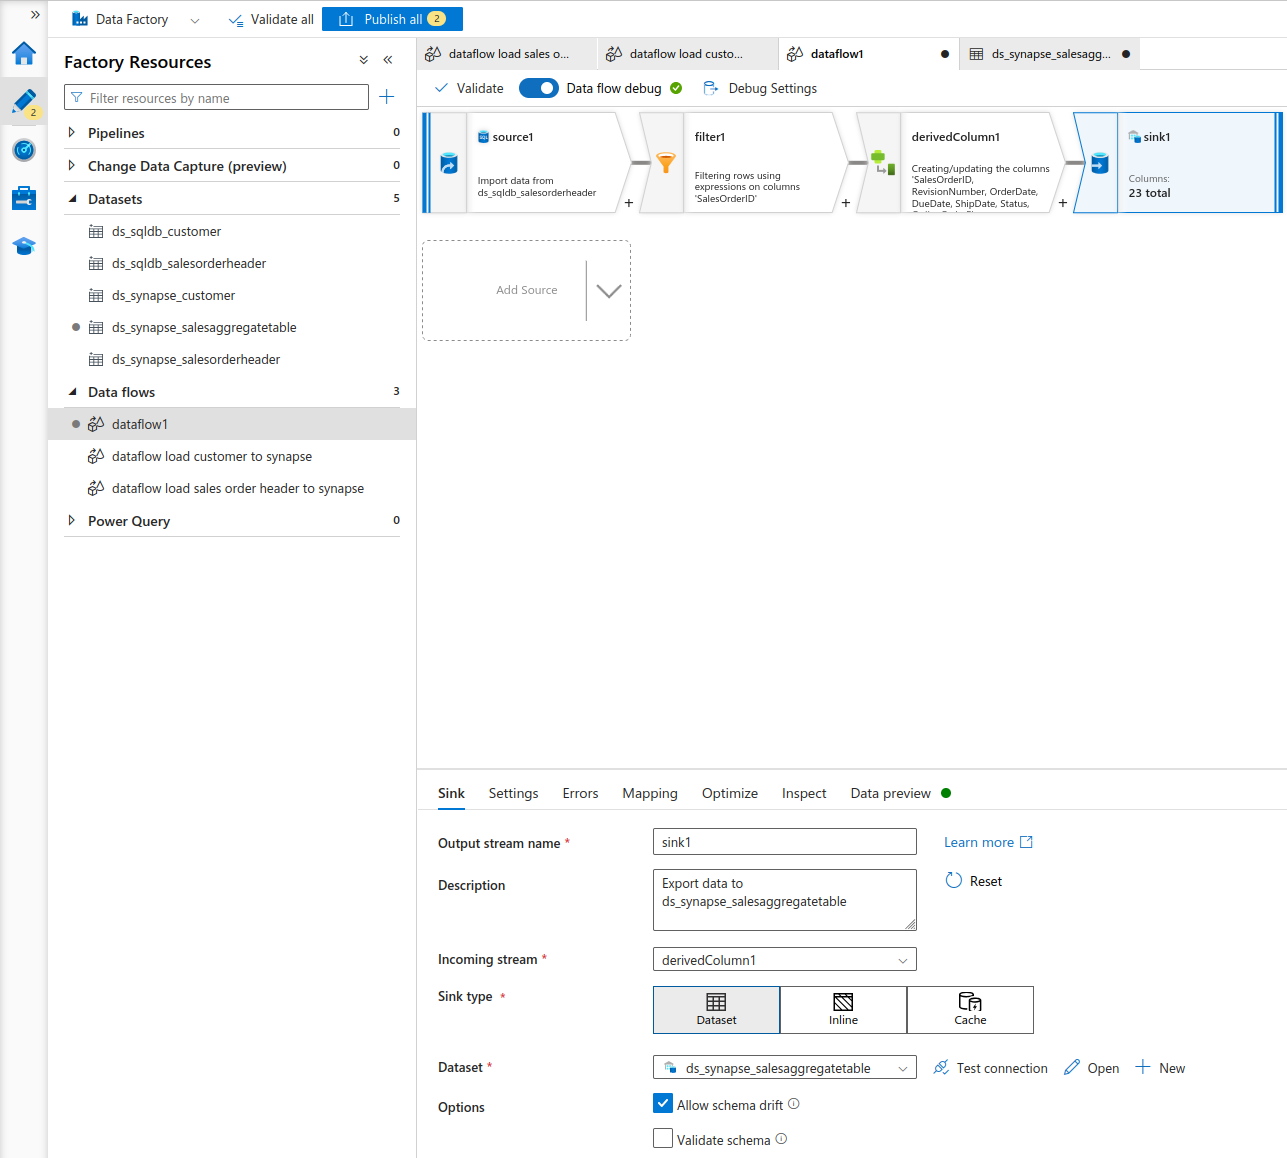 »
Data Factory
Validate all
Publish all 2
Factory Resources
«
Filter resources by name
+
2
Pipelines 0
Change Data Capture (preview) 0
Datasets 5
ds_sqldb_customer
ds_sqldb_salesorderheader
ds_synapse_customer
ds_synapse_salesaggregatetable
ds_synapse_salesorderheader
Data flows 3
dataflow1
dataflow load customer to synapse
dataflow load sales order header to synapse
Power Query 0
dataflow load sales o...
dataflow load custo...
dataflow1
ds_synapse_salesagg...
Validate
Data flow debug
Debug Settings
SQL
source1
Import data from
ds_sqldb_salesorderheader
+
filter1
Filtering rows using
expressions on columns
'SalesOrderID'
+
derivedColumn1
Creating/updating the columns
'SalesOrderID,
RevisionNumber, OrderDate,
DueDate, ShipDate, Status,
+
sink1
Columns:
23 total
Add Source
Sink
Settings
Errors
Mapping
Optimize
Inspect
Data preview
Output stream name *
sink1
Learn more
Description
Export data to
ds_synapse_salesaggregatetable
Reset
Incoming stream *
derivedColumn1
Sink type *
Dataset
Inline
Cache
Dataset *
ds_synapse_salesaggregatetable
Test connection
Open
+ New
Options
Allow schema drift
Validate schema